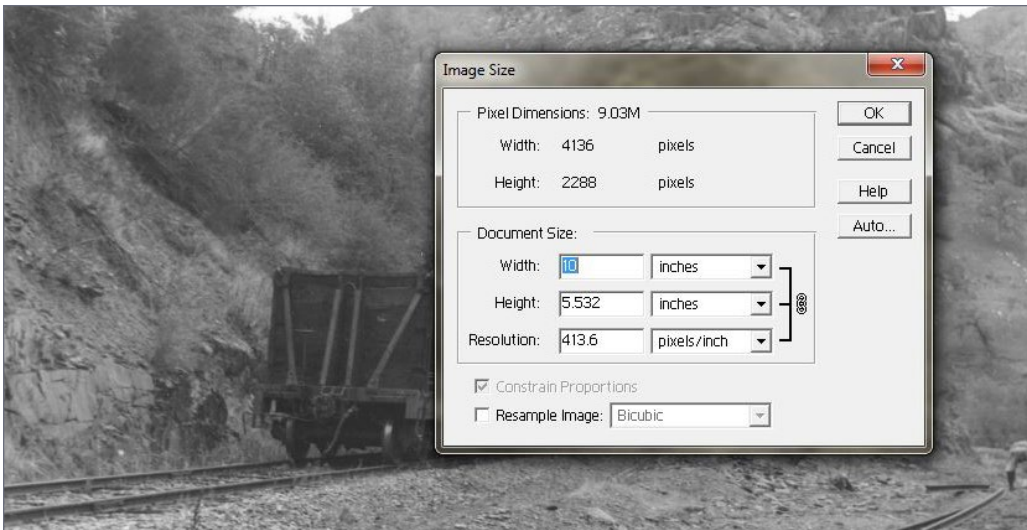 Image Size
Pixel Dimensions: 9.03M
Width: 4136 pixels
Height: 2288 pixels
Document Size:
Width: 10 inches
Height: 5.532 inches
Resolution: 413.6 pixels/inch
Constrain Proportions
Resample Image: Bicubic
X
OK
Cancel
Help
Auto...